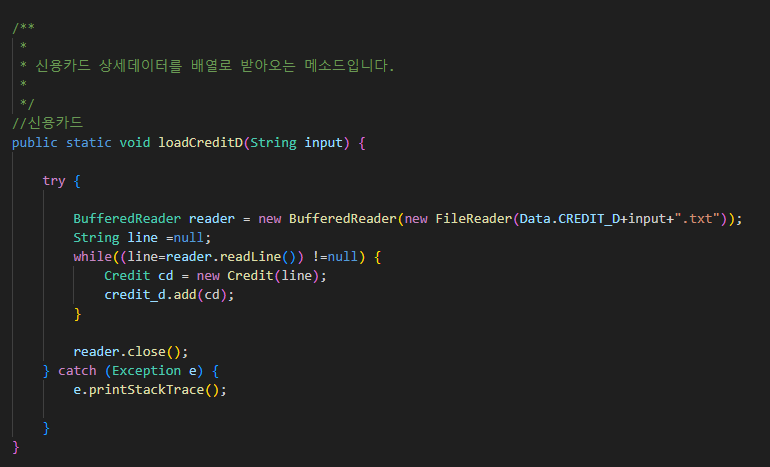 /**
 *
 * 신용카드 상세데이터를 배열로 받아오는 메소드입니다.
 *
 */
//신용카드
public static void loadCreditD(String input) {
try {
BufferedReader reader = new BufferedReader(new FileReader(Data.CREDIT_D+input+".txt"));
String line =null;
while((line=reader.readLine()) !=null) {
Credit cd = new Credit(line);
credit_d.add(cd);
}
reader.close();
} catch (Exception e) {
e.printStackTrace();
}
}